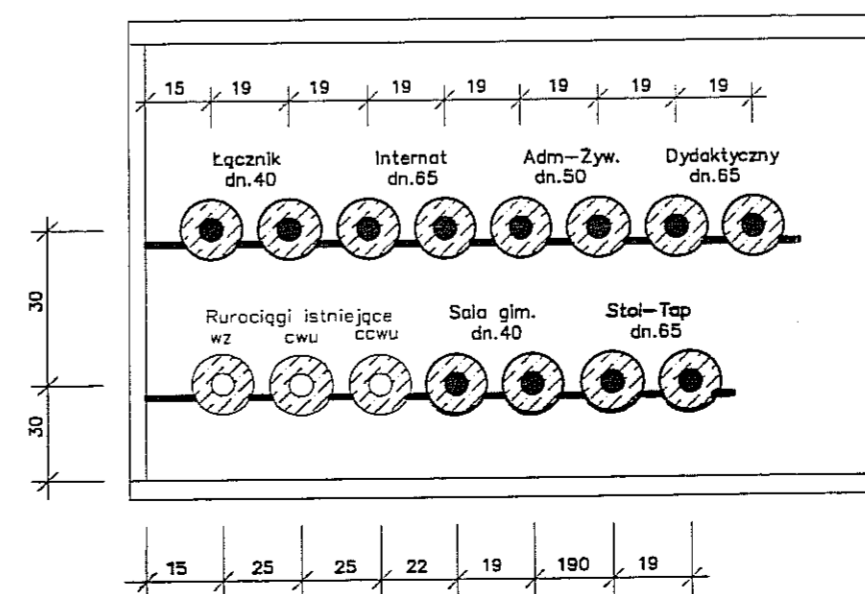 15 19 19 19 19 19 19 19
Łącznik Internat Adm-Żyw. Dydaktyczny
dn.40 dn.65 dn.50 dn.65
30
Rurociągi istniejące Sala gim. Stol-Tap
wz cwu ccwu dn.40 dn.65
30
15 25 25 22 19 190 19